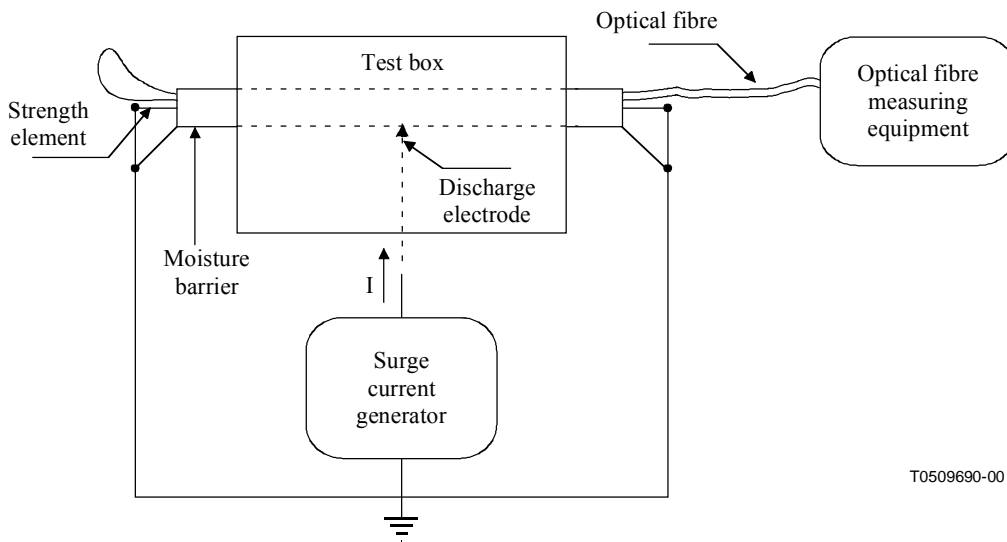 Optical fibre
Test box
Optical fibre
measuring
equipment
Strength
element
Discharge
electrode
Moisture
barrier
I
Surge
current
generator
T0509690-00